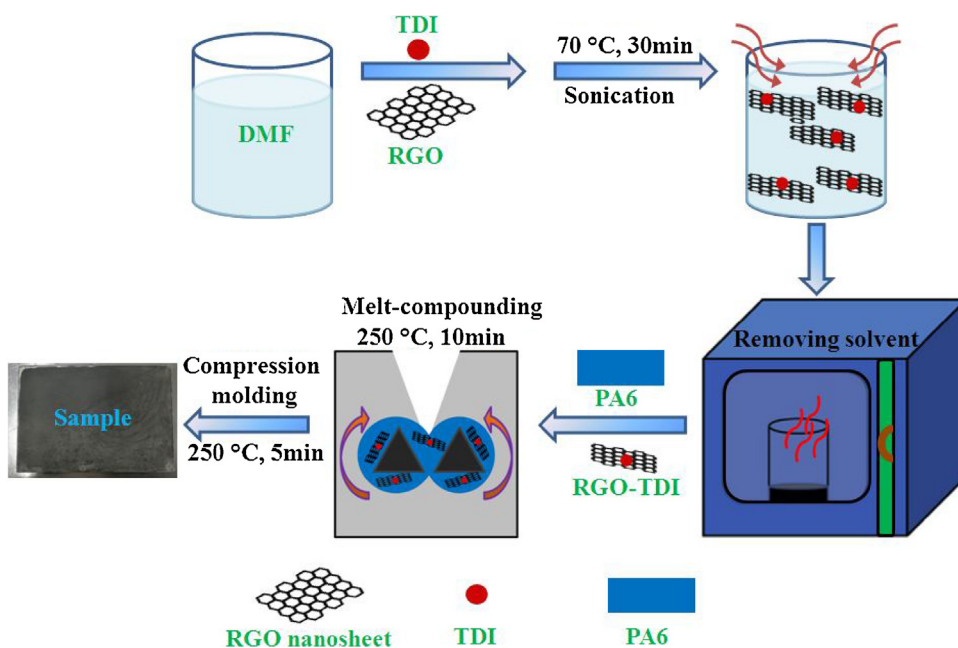 TDI
DMF
RGO
70 °C, 30min
Sonication
Removing solvent
PA6
RGO-TDI
Melt-compounding
250 °C, 10min
Compression
molding
250 °C, 5min
Sample
RGO nanosheet
TDI
PA6